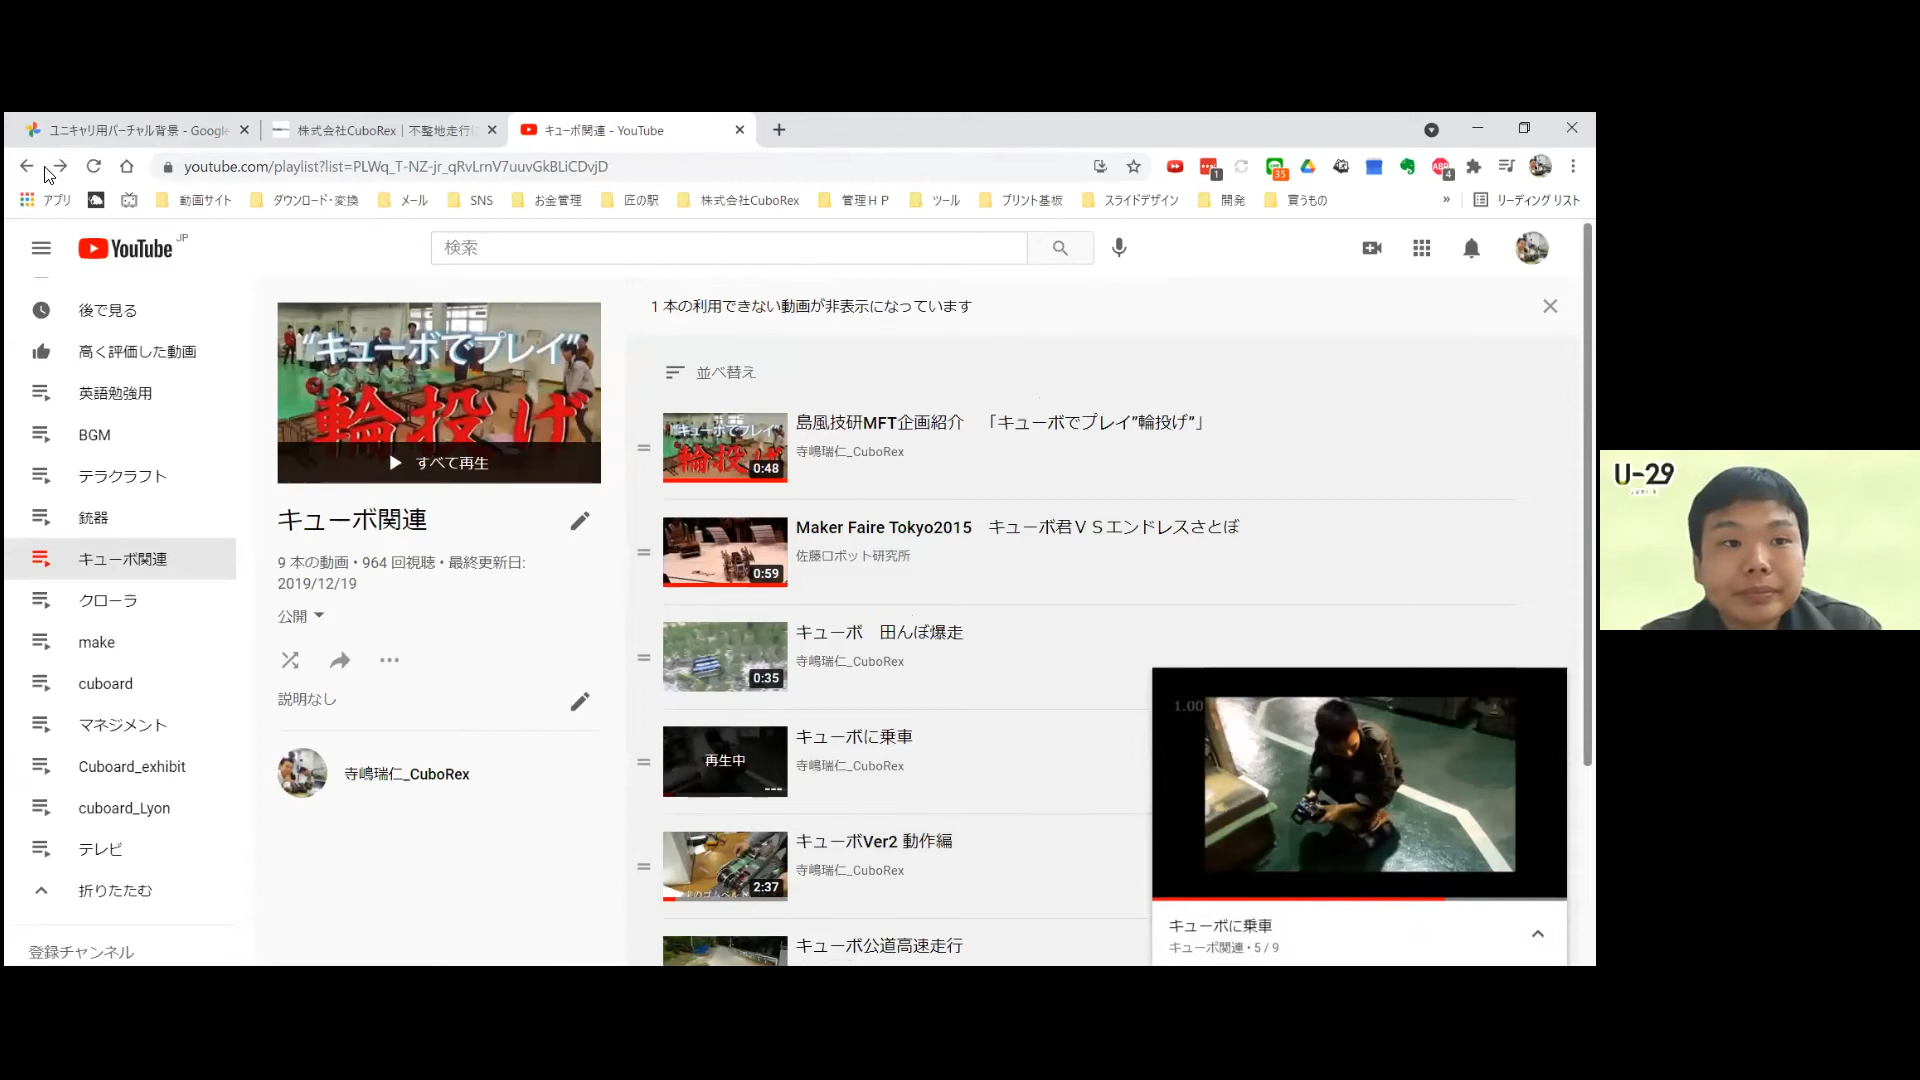 ユニキャリ用バーチャル背景 - Google
株式会社CuboRex | 不整地走行に
キューボ関連 - YouTube
youtube.com/playlist?list=PLWq_T-NZ-jr_qRvLrnV7uuvGkBLiCDvjD
1
35
4
アプリ
動画サイト
ダウンロード・変換
メール
SNS
お金管理
匠の駅
株式会社CuboRex
管理ＨＰ
ツール
プリント基板
スライドデザイン
開発
買うもの
»
リーディング リスト
YouTube JP
検索
後で見る
高く評価した動画
英語勉強用
BGM
テラクラフト
銃器
キューボ関連
クローラ
make
cuboard
マネジメント
Cuboard_exhibit
cuboard_Lyon
テレビ
折りたたむ
登録チャンネル
“キューボでプレイ”
輪投げ
すべて再生
キューボ関連
9 本の動画・964 回視聴・最終更新日:
2019/12/19
公開
説明なし
寺嶋瑞仁_CuboRex
1 本の利用できない動画が非表示になっています
並べ替え
キューボでプレイ”
輪投げ
0:48
島風技研MFT企画紹介　「キューボでプレイ”輪投げ”」
寺嶋瑞仁_CuboRex
0:59
Maker Faire Tokyo2015　キューボ君ＶＳエンドレスさとぼ
佐藤ロボット研究所
0:35
キューボ　田んぼ爆走
寺嶋瑞仁_CuboRex
再生中
キューボに乗車
寺嶋瑞仁_CuboRex
2:37
キューボVer2 動作編
寺嶋瑞仁_CuboRex
キューボ公道高速走行
1.00
キューボに乗車
キューボ関連・5 / 9
U-29